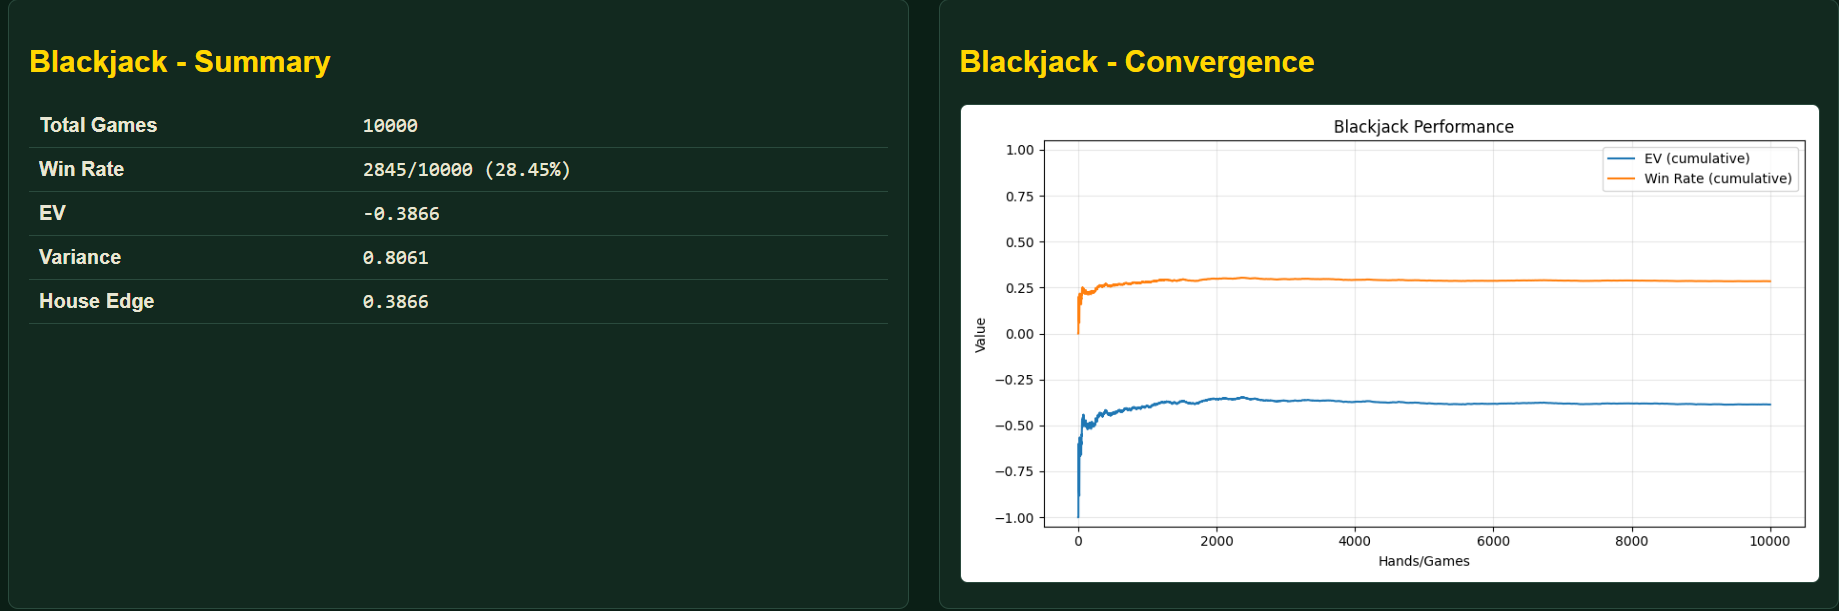 Blackjack - Summary
Total Games 10000
Win Rate 2845/10000 (28.45%)
EV -0.3866
Variance 0.8061
House Edge 0.3866
Blackjack - Convergence
Blackjack Performance
EV (cumulative)
Win Rate (cumulative)
1.00
0.75
0.50
0.25
0.00
−0.25
−0.50
−0.75
−1.00
Value
0 2000 4000 6000 8000 10000
Hands/Games